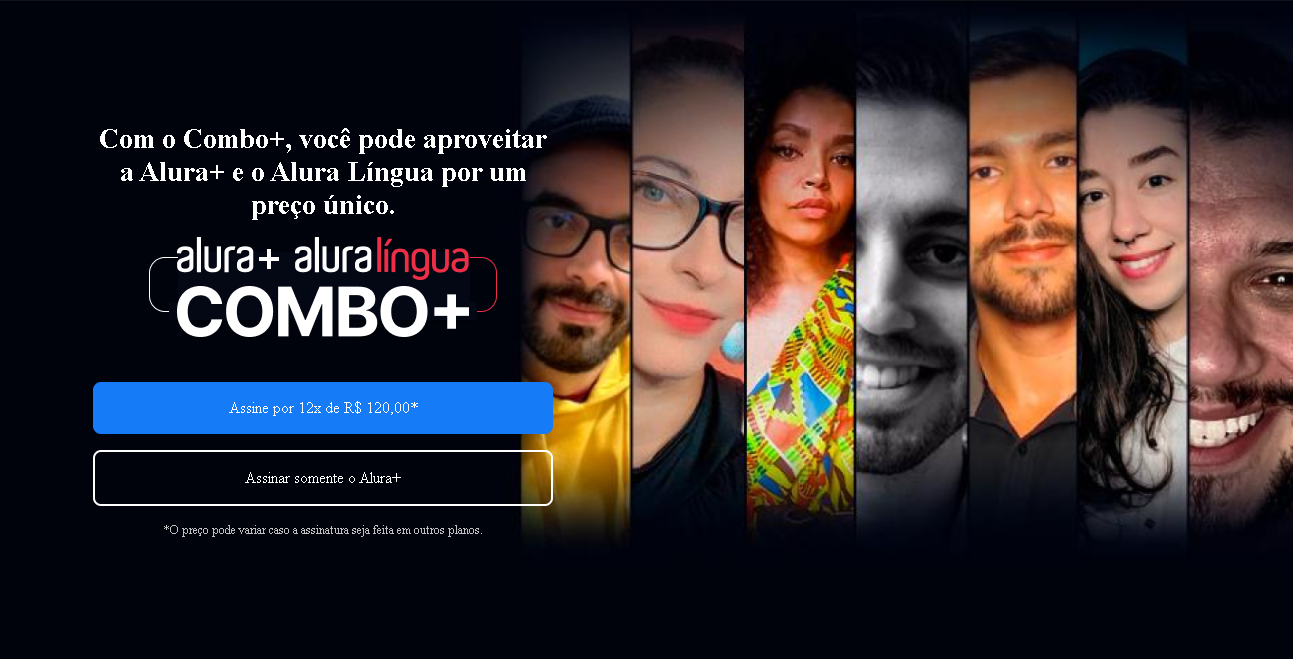 Com o Combo+, você pode aproveitar
a Alura+ e o Alura Língua por um
preço único.
alura+ aluralíngua
COMBO+
Assine por 12x de R$ 120,00*
Assinar somente o Alura+
*O preço pode variar caso a assinatura seja feita em outros planos.